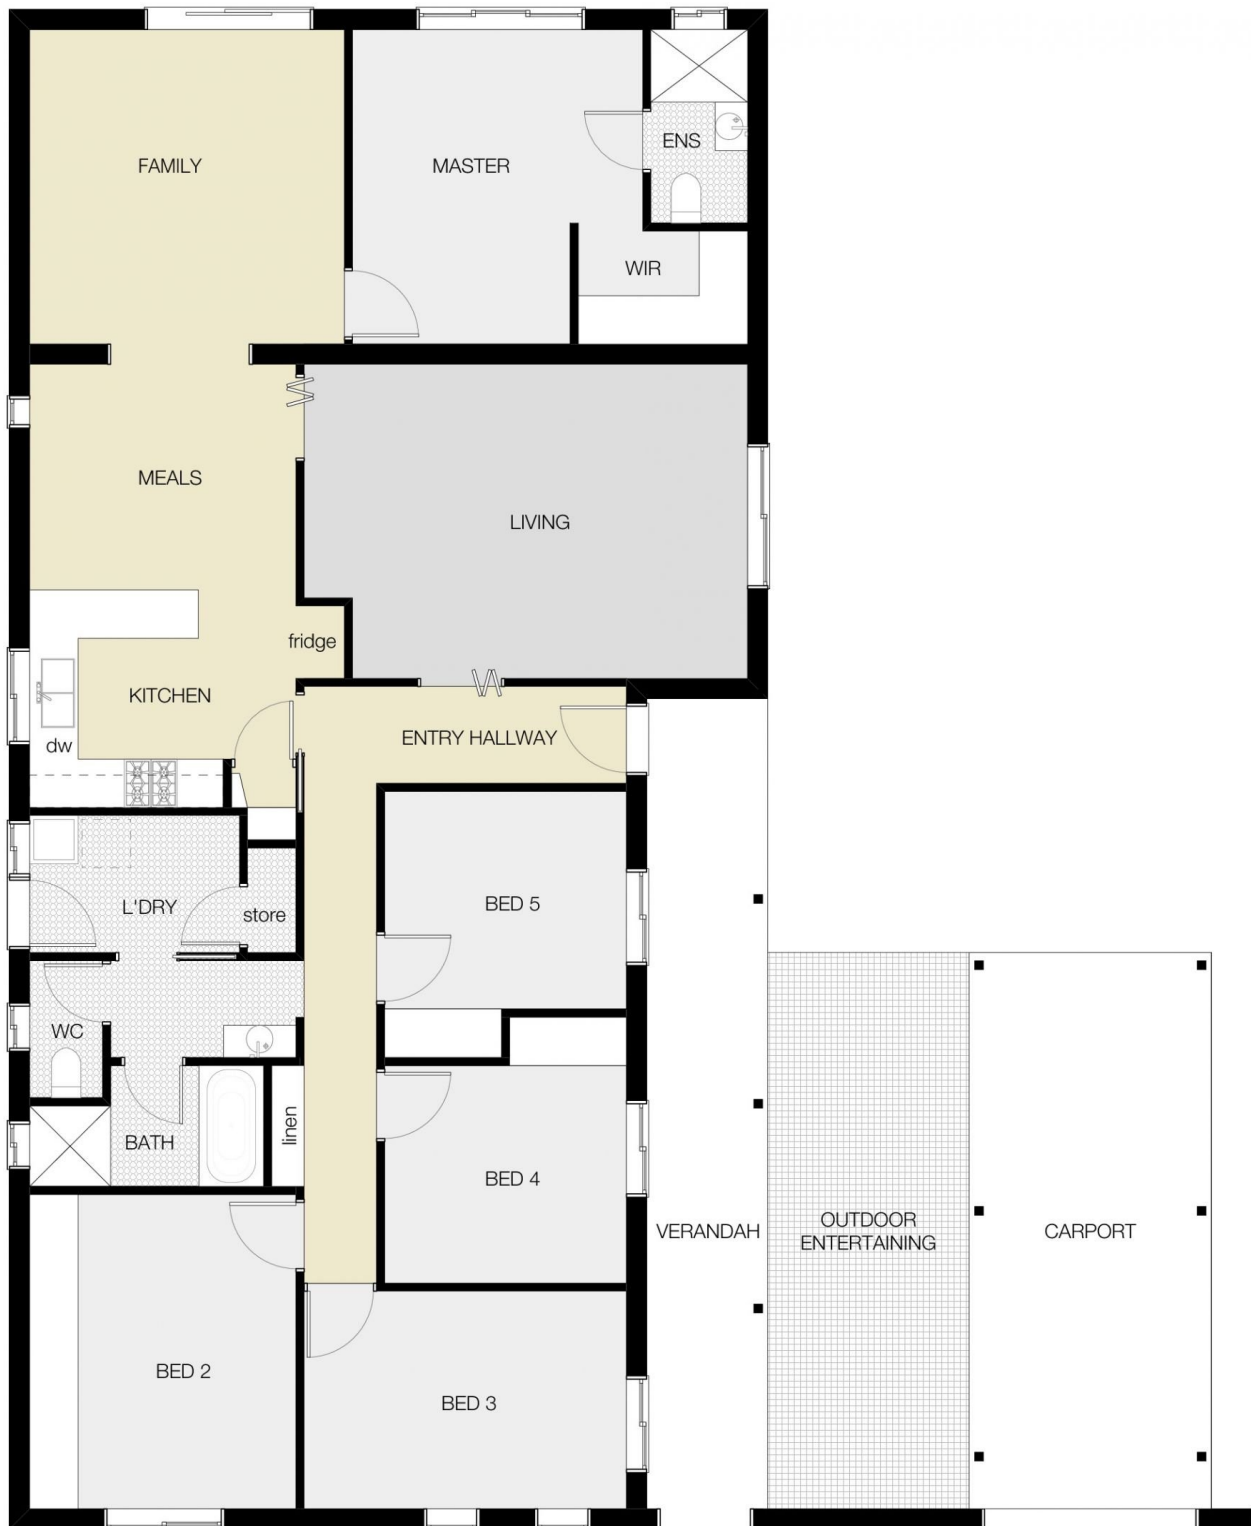 FAMILY
MASTER
ENS
WIR
MEALS
LIVING
fridge
KITCHEN
dw
ENTRY HALLWAY
L'DRY
store
BED 5
WC
BATH
linen
BED 4
VERANDAH
OUTDOOR
ENTERTAINING
CARPORT
BED 2
BED 3